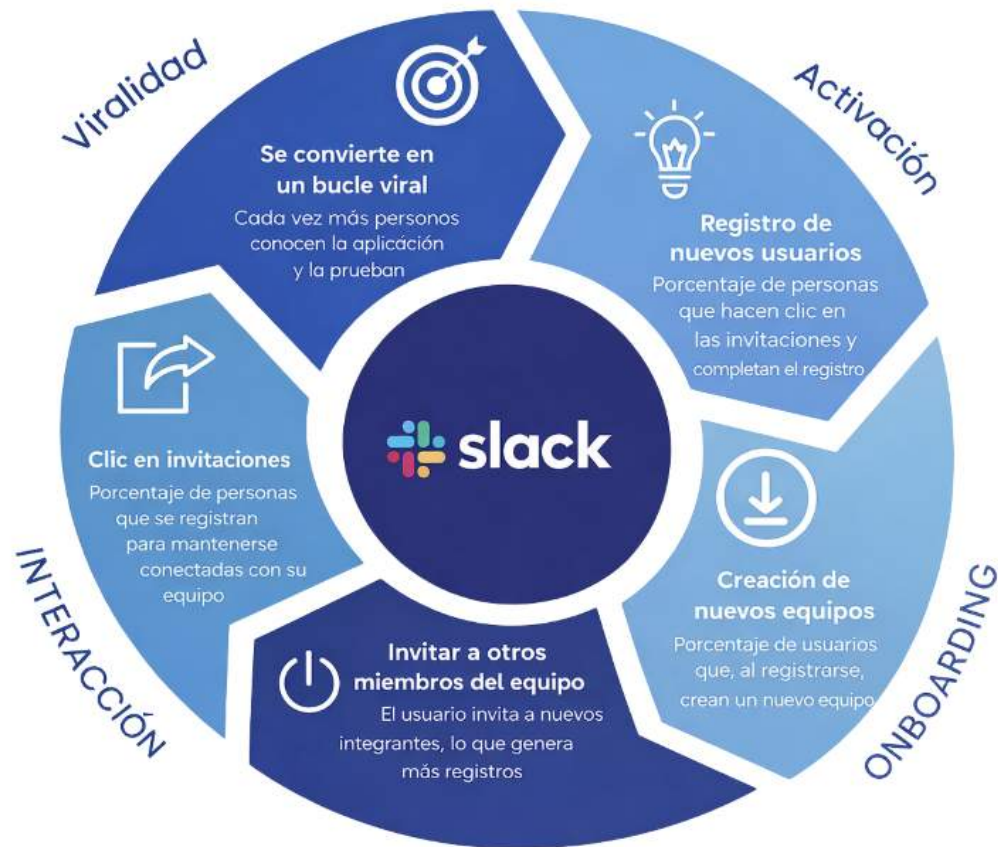 Viralidad
Se convierte en
un bucle viral
Cada vez más personos
conocen la aplicáción
y la prueban
Activación
Registro de
nuevos usuarios
Porcentaje de personas
que hacen clic en
las invitaciones y
completan el registro
ONBOARDING
Creación de
nuevos equipos
Porcentaje de usuarios
que, al registrarse,
crean un nuevo equipo
Invitar a otros
miembros del equipo
El usuario invita a nuevos
integrantes, lo que genera
más registros
INTERACCIÓN
Clic en invitaciones
Porcentaje de personas
que se registran
para mantenerse
conectadas con su
equipo
slack